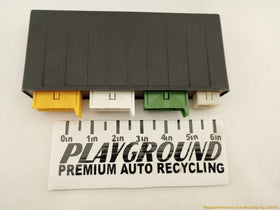 0in 1in 2in 3in 4in 5in 6in
PLAYGROUND
PREMIUM AUTO RECYCLING